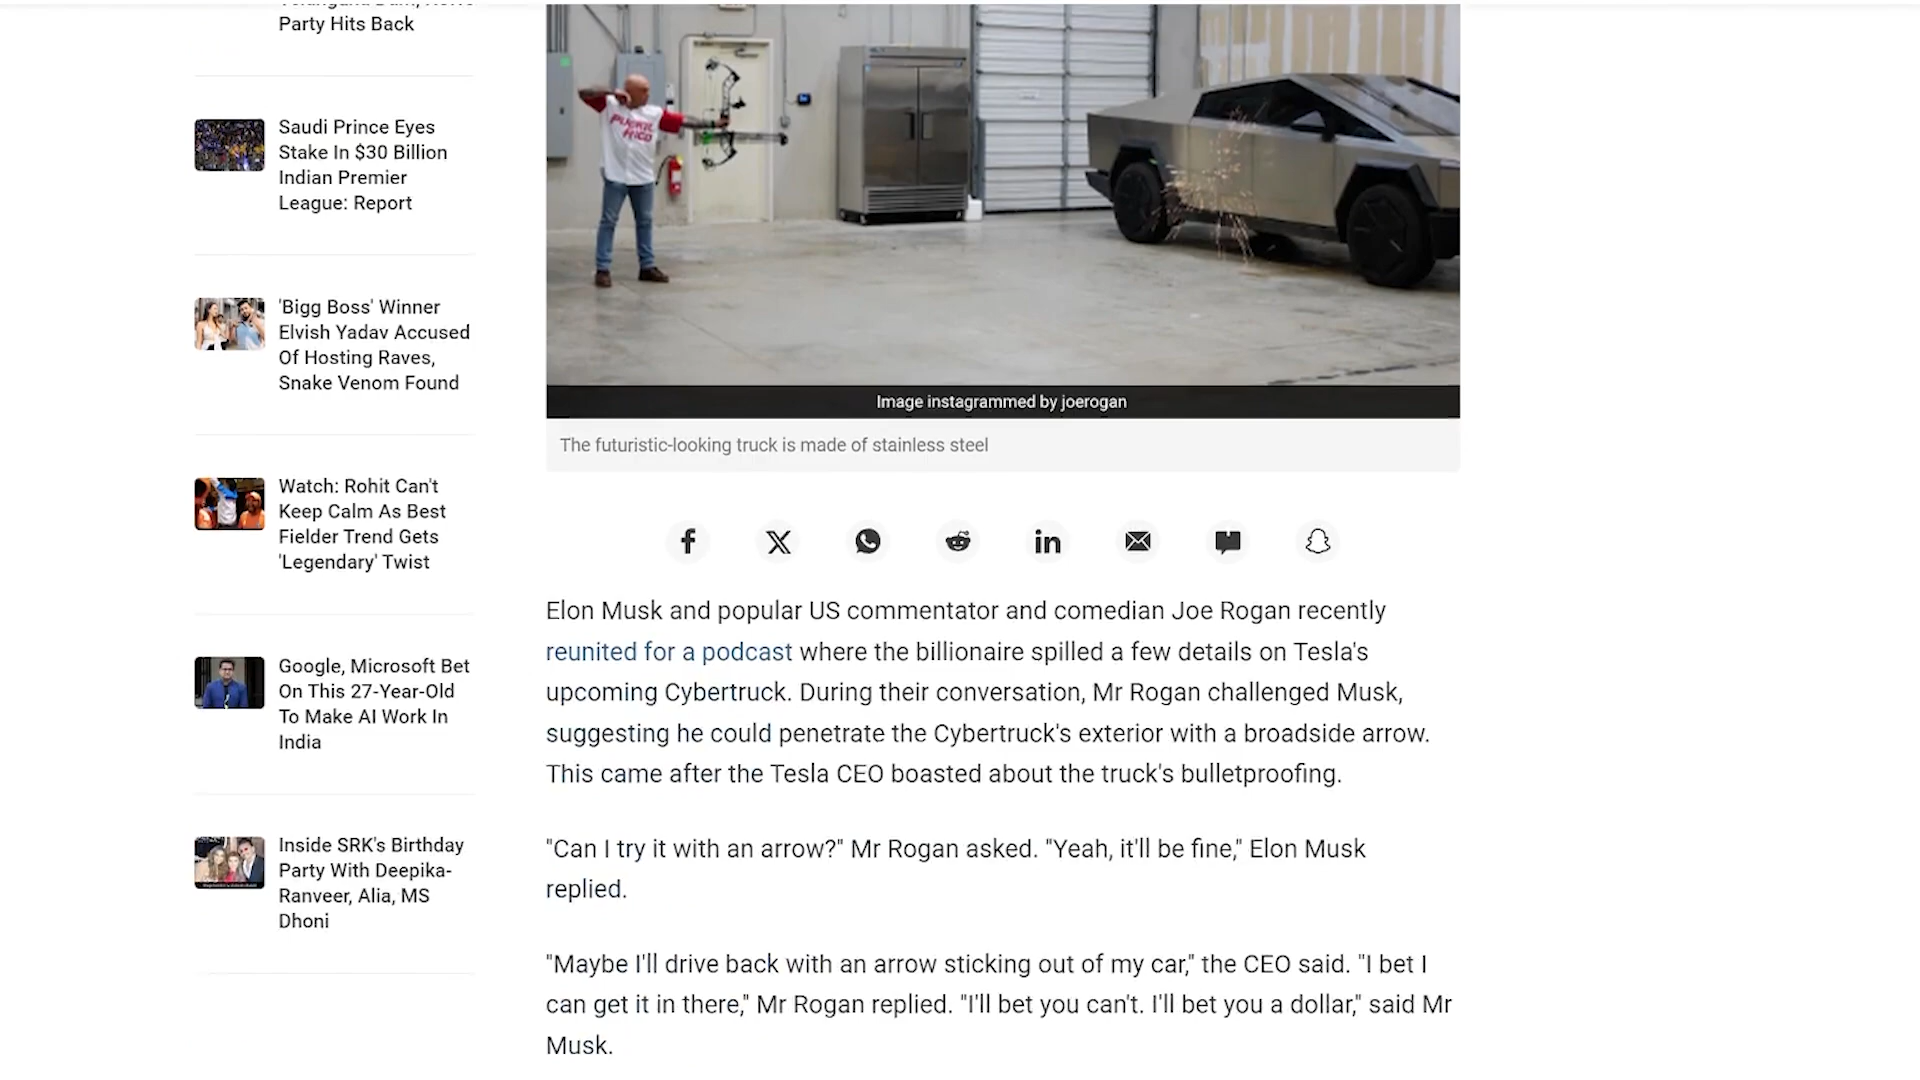 Party Hits Back
Saudi Prince Eyes
Stake In $30 Billion
Indian Premier
League: Report
'Bigg Boss' Winner
Elvish Yadav Accused
Of Hosting Raves,
Snake Venom Found
Watch: Rohit Can't
Keep Calm As Best
Fielder Trend Gets
'Legendary' Twist
Google, Microsoft Bet
On This 27-Year-Old
To Make AI Work In
India
Inside SRK's Birthday
Party With Deepika-
Ranveer, Alia, MS
Dhoni
PUERTO
RICO
Image instagrammed by joerogan
The futuristic-looking truck is made of stainless steel
Elon Musk and popular US commentator and comedian Joe Rogan recently
reunited for a podcast where the billionaire spilled a few details on Tesla's
upcoming Cybertruck. During their conversation, Mr Rogan challenged Musk,
suggesting he could penetrate the Cybertruck's exterior with a broadside arrow.
This came after the Tesla CEO boasted about the truck's bulletproofing.
"Can I try it with an arrow?" Mr Rogan asked. "Yeah, it'll be fine," Elon Musk
replied.
"Maybe I'll drive back with an arrow sticking out of my car," the CEO said. "I bet I
can get it in there," Mr Rogan replied. "I'll bet you can't. I'll bet you a dollar," said Mr
Musk.